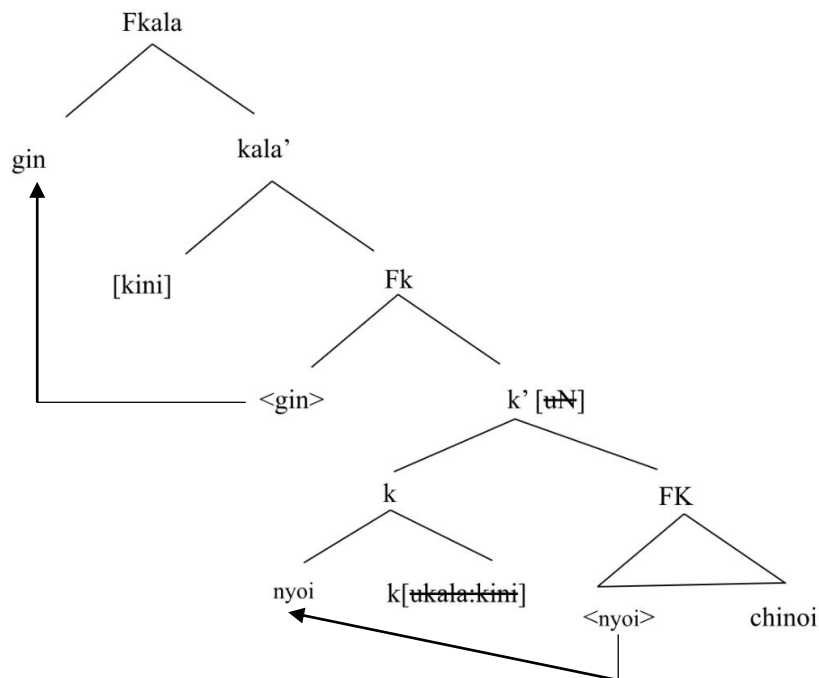 Fkala
gin kala’
[kini] Fk
<gin> k’ [uN]
k FK
nyoi k[ukala:kini] <nyoi> chinoi